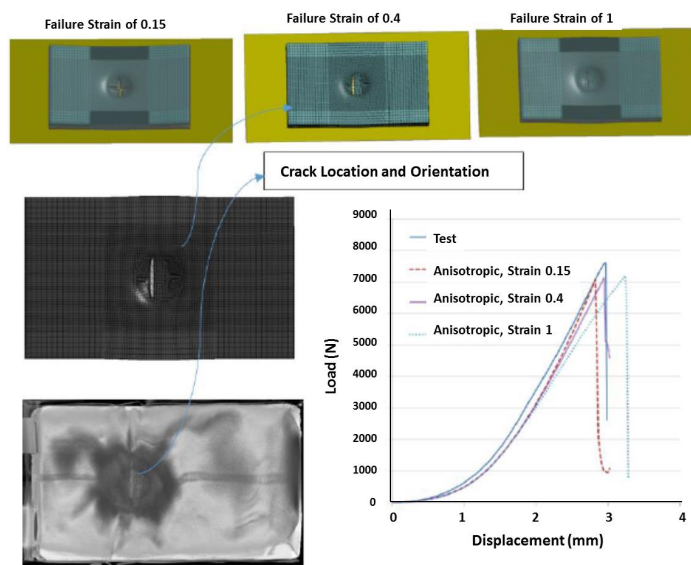 Failure Strain of 0.15
Failure Strain of 0.4
Failure Strain of 1
Crack Location and Orientation
9000
8000
7000
6000
5000
4000
3000
2000
1000
0
Load (N)
Test
Anisotropic, Strain 0.15
Anisotropic, Strain 0.4
Anisotropic, Strain 1
0 1 2 3 4
Displacement (mm)